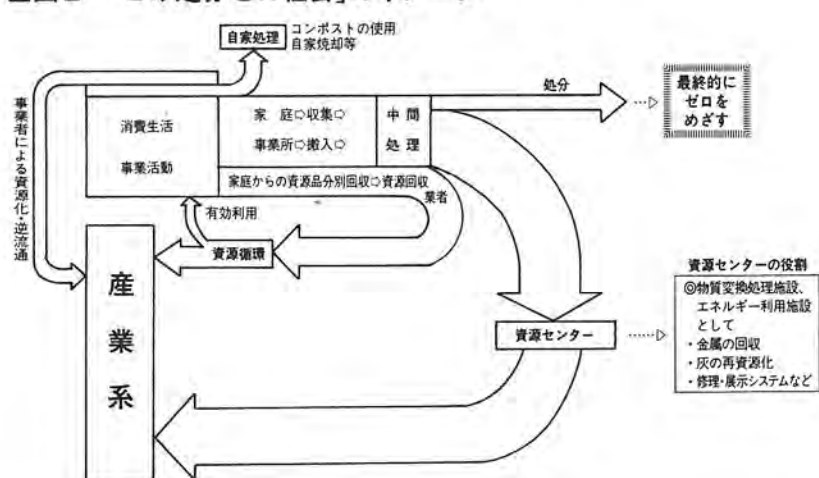 自家処理
コンポストの使用
自家焼却等
処分
最終的に
ゼロを
めざす
事業者による資源化・逆流通
消費生活
事業活動
家 庭⇨収集⇨
事業所⇨搬入⇨
中 間
処 理
家庭からの資源品分別回収⇨資源回収
業者
有効利用
資源循環
産業系
資源センター
資源センターの役割
◎物質変換処理施設、
エネルギー利用施設
として
・金属の回収
・灰の再資源化
・修理・展示システムなど